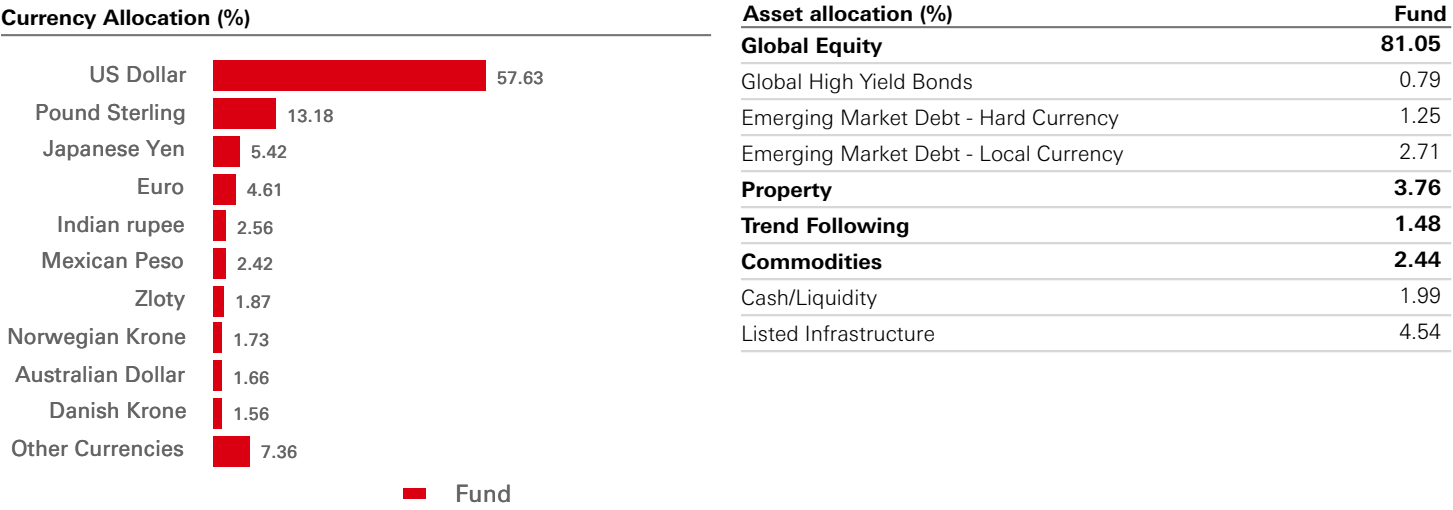 Currency Allocation (%)
US Dollar 57.63
Pound Sterling 13.18
Japanese Yen 5.42
Euro 4.61
Indian rupee 2.56
Mexican Peso 2.42
Zloty 1.87
Norwegian Krone 1.73
Australian Dollar 1.66
Danish Krone 1.56
Other Currencies 7.36
Fund
Asset allocation (%) Fund
Global Equity 81.05
Global High Yield Bonds 0.79
Emerging Market Debt - Hard Currency 1.25
Emerging Market Debt - Local Currency 2.71
Property 3.76
Trend Following 1.48
Commodities 2.44
Cash/Liquidity 1.99
Listed Infrastructure 4.54